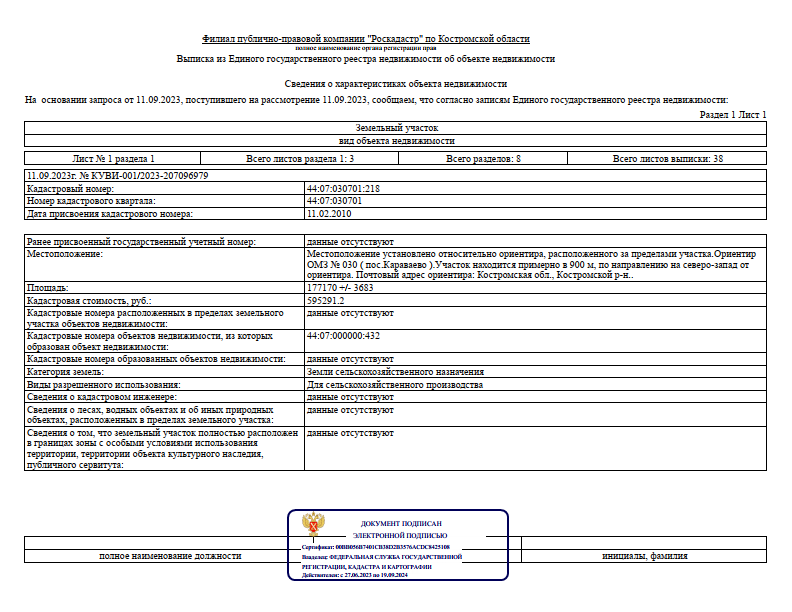 Филиал публично-правовой компании "Роскадастр" по Костромской области
полное наименование органа регистрации прав
Выписка из Единого государственного реестра недвижимости об объекте недвижимости
Сведения о характеристиках объекта недвижимости
На основании запроса от 11.09.2023, поступившего на рассмотрение 11.09.2023, сообщаем, что согласно записям Единого государственного реестра недвижимости:
Раздел 1 Лист 1
Земельный участок
вид объекта недвижимости
Лист № 1 раздела 1 Всего листов раздела 1: 3 Всего разделов: 8 Всего листов выписки: 38
11.09.2023г. № КУВИ-001/2023-207096979
Кадастровый номер: 44:07:030701:218
Номер кадастрового квартала: 44:07:030701
Дата присвоения кадастрового номера: 11.02.2010
Ранее присвоенный государственный учетный номер: данные отсутствуют
Местоположение: Местоположение установлено относительно ориентира, расположенного за пределами участка.Ориентир
ОМЗ № 030 ( пос.Караваево ).Участок находится примерно в 900 м, по направлению на северо-запад от
ориентира. Почтовый адрес ориентира: Костромская обл., Костромской р-н..
Площадь: 177170 +/- 3683
Кадастровая стоимость, руб.: 595291.2
Кадастровые номера расположенных в пределах земельного данные отсутствуют
участка объектов недвижимости:
Кадастровые номера объектов недвижимости, из которых 44:07:000000:432
образован объект недвижимости:
Кадастровые номера образованных объектов недвижимости: данные отсутствуют
Категория земель: Земли сельскохозяйственного назначения
Виды разрешенного использования: Для сельскохозяйственного производства
Сведения о кадастровом инженере: данные отсутствуют
Сведения о лесах, водных объектах и об иных природных данные отсутствуют
объектах, расположенных в пределах земельного участка:
Сведения о том, что земельный участок полностью расположен данные отсутствуют
в границах зоны с особыми условиями использования
территории, территории объекта культурного наследия,
публичного сервитута:
ДОКУМЕНТ ПОДПИСАН
ЭЛЕКТРОННОЙ ПОДПИСЬЮ
Сертификат: 00BB056B7401CB38D2B3576ACDC8425108
Владелец: ФЕДЕРАЛЬНАЯ СЛУЖБА ГОСУДАРСТВЕННОЙ
РЕГИСТРАЦИИ, КАДАСТРА И КАРТОГРАФИИ
Действителен: с 27.06.2023 по 19.09.2024
полное наименование должности инициалы, фамилия